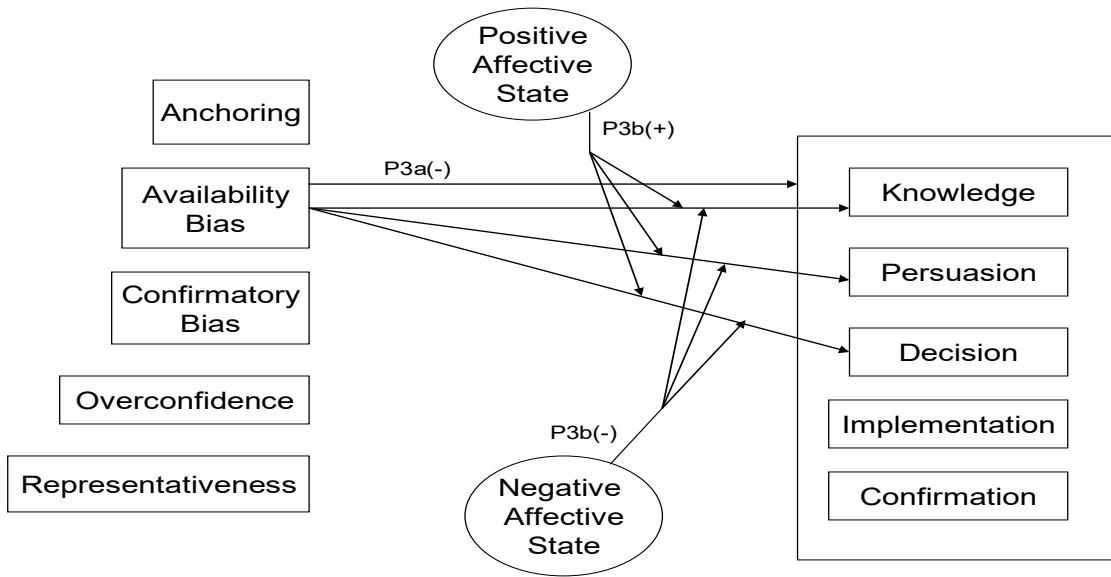 Positive
Affective
State
Anchoring
P3b(+)
P3a(-)
Availability
Bias
Knowledge
Confirmatory
Bias
Persuasion
Decision
Overconfidence
Implementation
P3b(-)
Representativeness
Negative
Affective
State
Confirmation